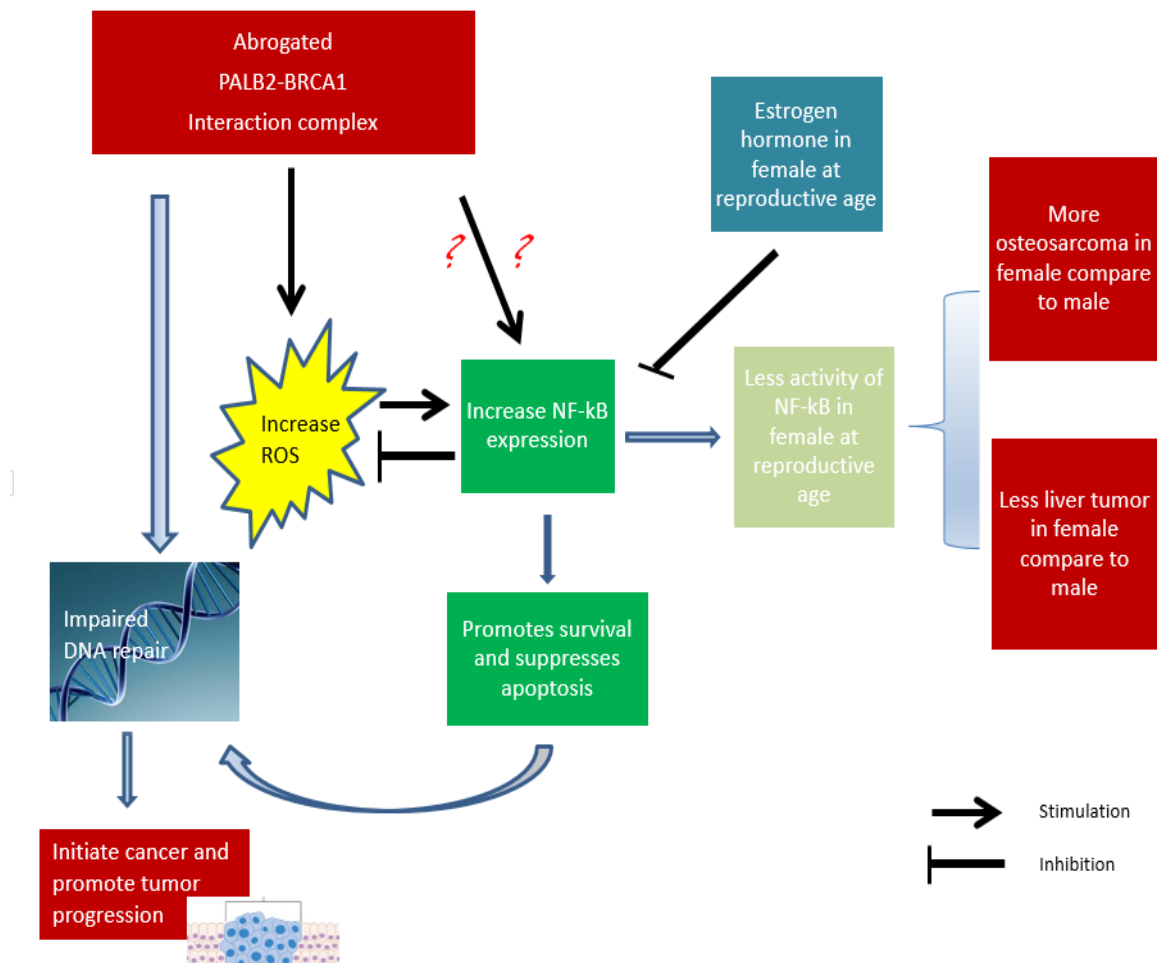 Abrogated
PALB2-BRCA1
Interaction complex
Estrogen
hormone in
female at
reproductive age
More
osteosarcoma in
female compare
to male
? ?
Increase
ROS
Increase NF-kB
expression
Less activity of
NF-kB in
female at
reproductive
age
Less liver tumor
in female
compare to
male
Impaired
DNA repair
Promotes survival
and suppresses
apoptosis
Initiate cancer and
promote tumor
progression
Stimulation
Inhibition